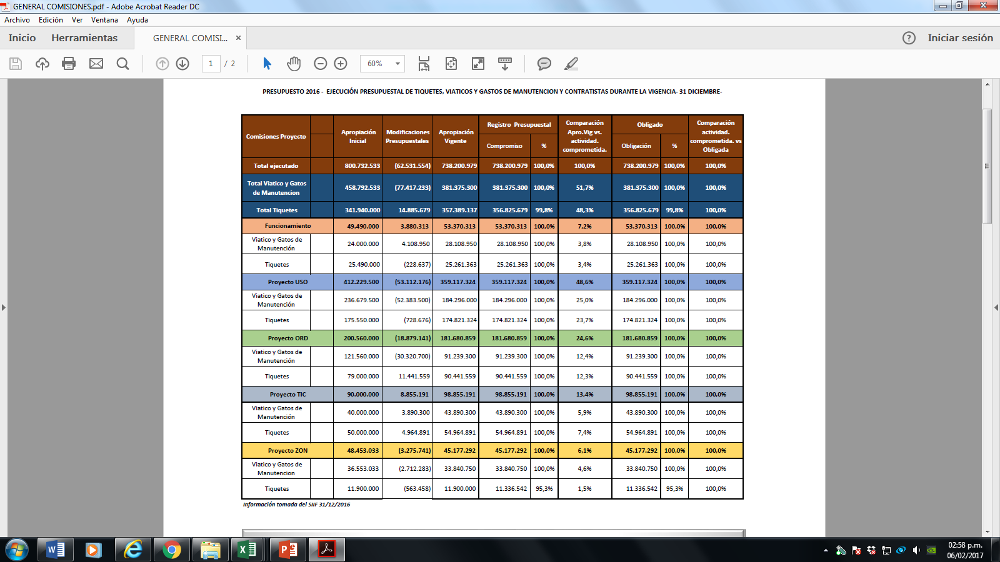 GENERAL COMISIONES.pdf - Adobe Acrobat Reader DC
Archivo Edición Ver Ventana Ayuda
Inicio Herramientas GENERAL COMISI... × Iniciar sesión
1 / 2 60%
PRESUPUESTO 2016 - EJECUCIÓN PRESUPUESTAL DE TIQUETES, VIATICOS Y GASTOS DE MANUTENCION Y CONTRATISTAS DURANTE LA VIGENCIA- 31 DICIEMBRE-
Comisiones Proyecto
Apropiación
Inicial
Modificaciones
Presupuestales
Apropiación
Vigente
Registro Presupuestal
Compromiso %
Comparación
Apro.Vig vs.
actividad.
comprometida.
Obligado
Obligación %
Comparación
actividad.
comprometida. vs
Obligada
Total ejecutado 800.732.533 (62.531.554) 738.200.979 738.200.979 100,0% 100,0% 738.200.979 100,0% 100,0%
Total Viatico y Gatos
de Manutencion 458.792.533 (77.417.233) 381.375.300 381.375.300 100,0% 51,7% 381.375.300 100,0% 100,0%
Total Tiquetes 341.940.000 14.885.679 357.389.137 356.825.679 99,8% 48,3% 356.825.679 99,8% 100,0%
Funcionamiento 49.490.000 3.880.313 53.370.313 53.370.313 100,0% 7,2% 53.370.313 100,0% 100,0%
Viatico y Gatos de
Manutención 24.000.000 4.108.950 28.108.950 28.108.950 100,0% 3,8% 28.108.950 100,0% 100,0%
Tiquetes 25.490.000 (228.637) 25.261.363 25.261.363 100,0% 3,4% 25.261.363 100,0% 100,0%
Proyecto USO 412.229.500 (53.112.176) 359.117.324 359.117.324 100,0% 48,6% 359.117.324 100,0% 100,0%
Viatico y Gatos de
Manutención 236.679.500 (52.383.500) 184.296.000 184.296.000 100,0% 25,0% 184.296.000 100,0% 100,0%
Tiquetes 175.550.000 (728.676) 174.821.324 174.821.324 100,0% 23,7% 174.821.324 100,0% 100,0%
Proyecto ORD 200.560.000 (18.879.141) 181.680.859 181.680.859 100,0% 24,6% 181.680.859 100,0% 100,0%
Viatico y Gatos de
Manutención 121.560.000 (30.320.700) 91.239.300 91.239.300 100,0% 12,4% 91.239.300 100,0% 100,0%
Tiquetes 79.000.000 11.441.559 90.441.559 90.441.559 100,0% 12,3% 90.441.559 100,0% 100,0%
Proyecto TIC 90.000.000 8.855.191 98.855.191 98.855.191 100,0% 13,4% 98.855.191 100,0% 100,0%
Viatico y Gatos de
Manutención 40.000.000 3.890.300 43.890.300 43.890.300 100,0% 5,9% 43.890.300 100,0% 100,0%
Tiquetes 50.000.000 4.964.891 54.964.891 54.964.891 100,0% 7,4% 54.964.891 100,0% 100,0%
Proyecto ZON 48.453.033 (3.275.741) 45.177.292 45.177.292 100,0% 6,1% 45.177.292 100,0% 100,0%
Viatico y Gatos de
Manutencion 36.553.033 (2.712.283) 33.840.750 33.840.750 100,0% 4,6% 33.840.750 100,0% 100,0%
Tiquetes 11.900.000 (563.458) 11.900.000 11.336.542 95,3% 1,5% 11.336.542 95,3% 100,0%
Información tomada del SIIF 31/12/2016
02:58 p.m.
06/02/2017